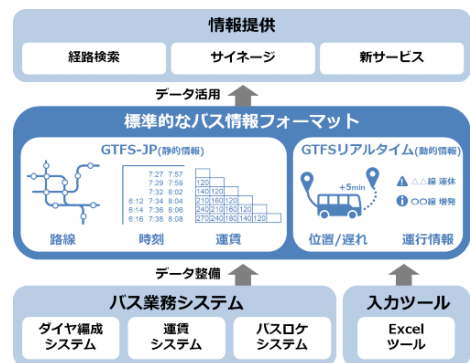 情報提供
経路検索
サイネージ
新サービス
データ活用
標準的なバス情報フォーマット
GTFS-JP(静的情報)
GTFSリアルタイム(動的情報)
7:27 7:57
7:29 7:59
7:32 8:02
6:12 7:34 8:04
6:14 7:36 8:06
6:16 7:38 8:08
120
140 120
210 160 120
240 210 160 120
270 240 180 140 120
+5min
△△線 運休
〇〇線 増発
路線
時刻
運賃
位置/遅れ
運行情報
データ整備
バス業務システム
ダイヤ編成
システム
運賃
システム
バスロケ
システム
入力ツール
Excel
ツール